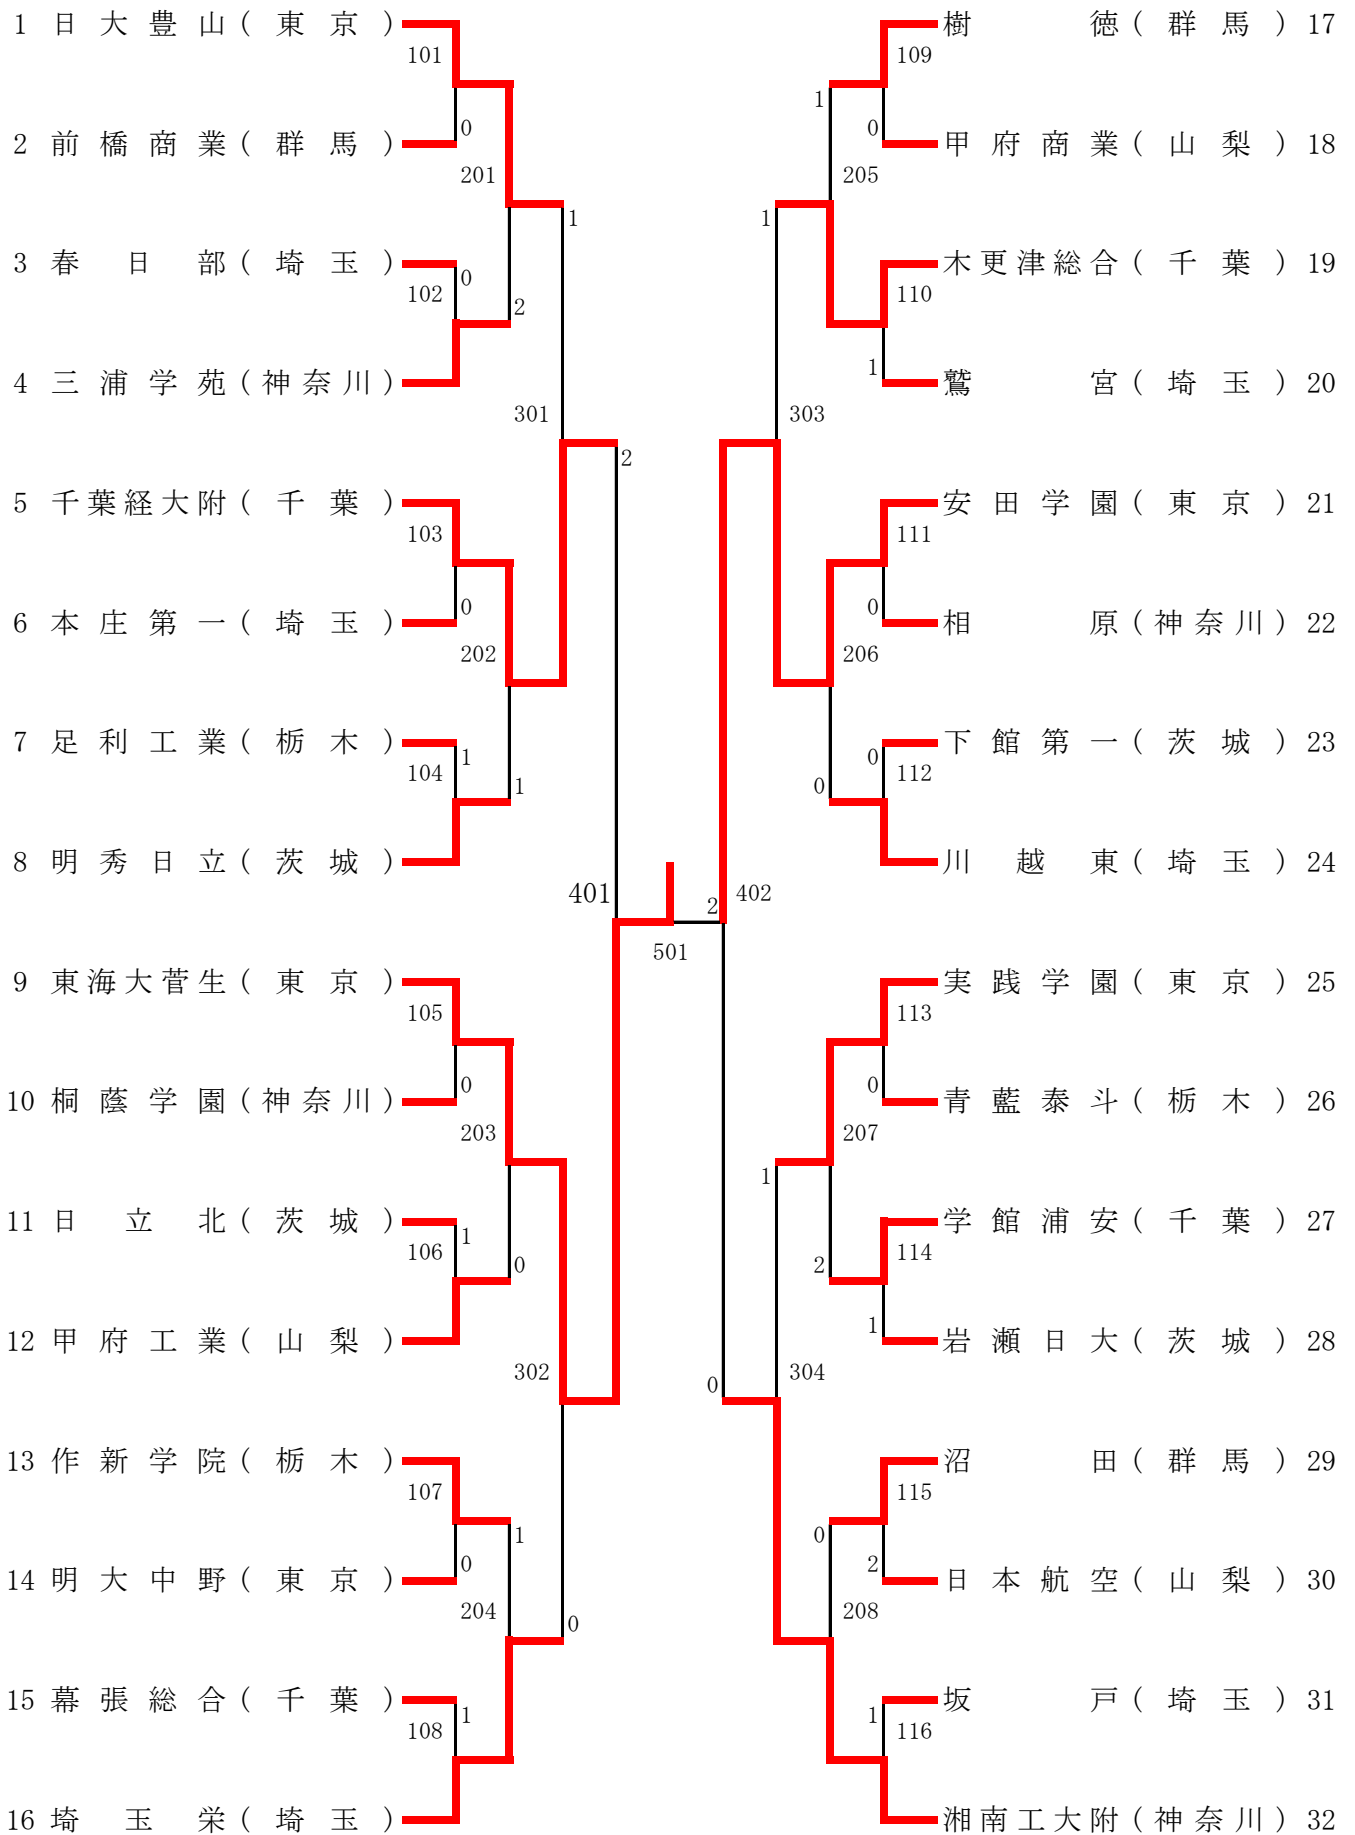 1 日大豊山(東京)
101
0
2 前橋商業(群馬)
201
1
3 春日部(埼玉)
0
102
2
4 三浦学苑(神奈川)
301
2
5 千葉経大附(千葉)
103
0
6 本庄第一(埼玉)
202
7 足利工業(栃木)
1
104
1
8 明秀日立(茨城)
401
9 東海大菅生(東京)
105
0
10 桐蔭学園(神奈川)
203
11 日立北(茨城)
1
106
0
12 甲府工業(山梨)
302
13 作新学院(栃木)
107
1
0
14 明大中野(東京)
204
0
15 幕張総合(千葉)
1
108
16 埼玉栄(埼玉)
501
樹徳(群馬) 17
109
1
0
甲府商業(山梨) 18
205
1
木更津総合(千葉) 19
110
1
鷲宮(埼玉) 20
303
安田学園(東京) 21
111
0
相原(神奈川) 22
206
下館第一(茨城) 23
0
112
0
川越東(埼玉) 24
402
2
実践学園(東京) 25
113
0
青藍泰斗(栃木) 26
207
1
学館浦安(千葉) 27
114
2
1
岩瀬日大(茨城) 28
304
0
沼田(群馬) 29
115
0
2
日本航空(山梨) 30
208
坂戸(埼玉) 31
1
116
湘南工大附(神奈川) 32